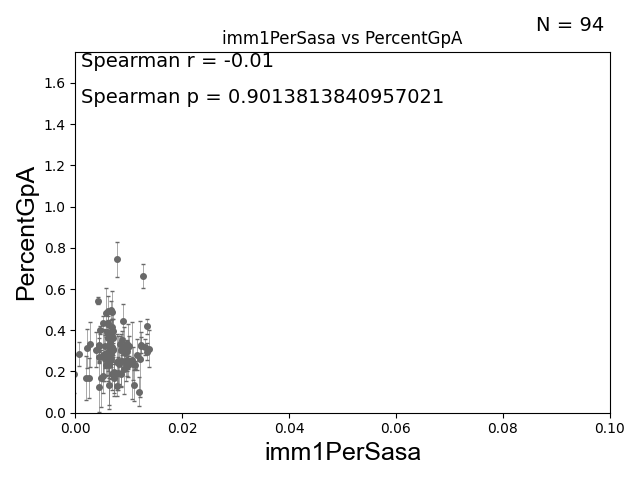 N = 94
imm1PerSasa vs PercentGpA
Spearman r = -0.01
Spearman p = 0.9013813840957021
PercentGpA
1.6
1.4
1.2
1.0
0.8
0.6
0.4
0.2
0.0
0.00 0.02 0.04 0.06 0.08 0.10
imm1PerSasa